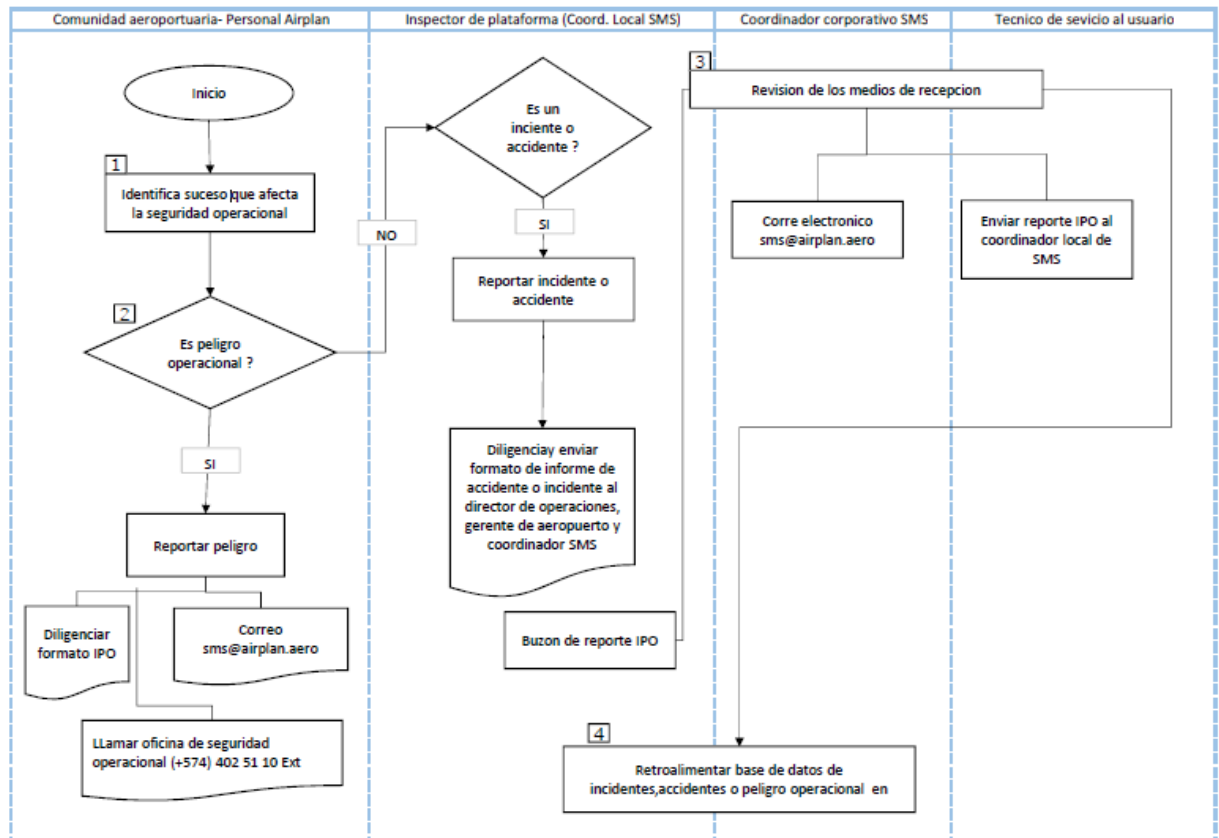 Comunidad aeroportuaria- Personal Airplan
Inspector de plataforma (Coord. Local SMS)
Coordinador corporativo SMS
Tecnico de sevicio al usuario
Inicio
1
Identifica suceso que afecta
la seguridad operacional
2
Es peligro
operacional ?
NO
SI
Reportar peligro
Diligenciar
formato IPO
Correo
sms@airplan.aero
LLamar oficina de seguridad
operacional (+574) 402 51 10 Ext
Es un
inciente o
accidente ?
SI
Reportar incidente o
accidente
Diligenciay enviar
formato de informe de
accidente o incidente al
director de operaciones,
gerente de aeropuerto y
coordinador SMS
Buzon de reporte IPO
3
Revision de los medios de recepcion
Corre electronico
sms@airplan.aero
Enviar reporte IPO al
coordinador local de
SMS
4
Retroalimentar base de datos de
incidentes,accidentes o peligro operacional en